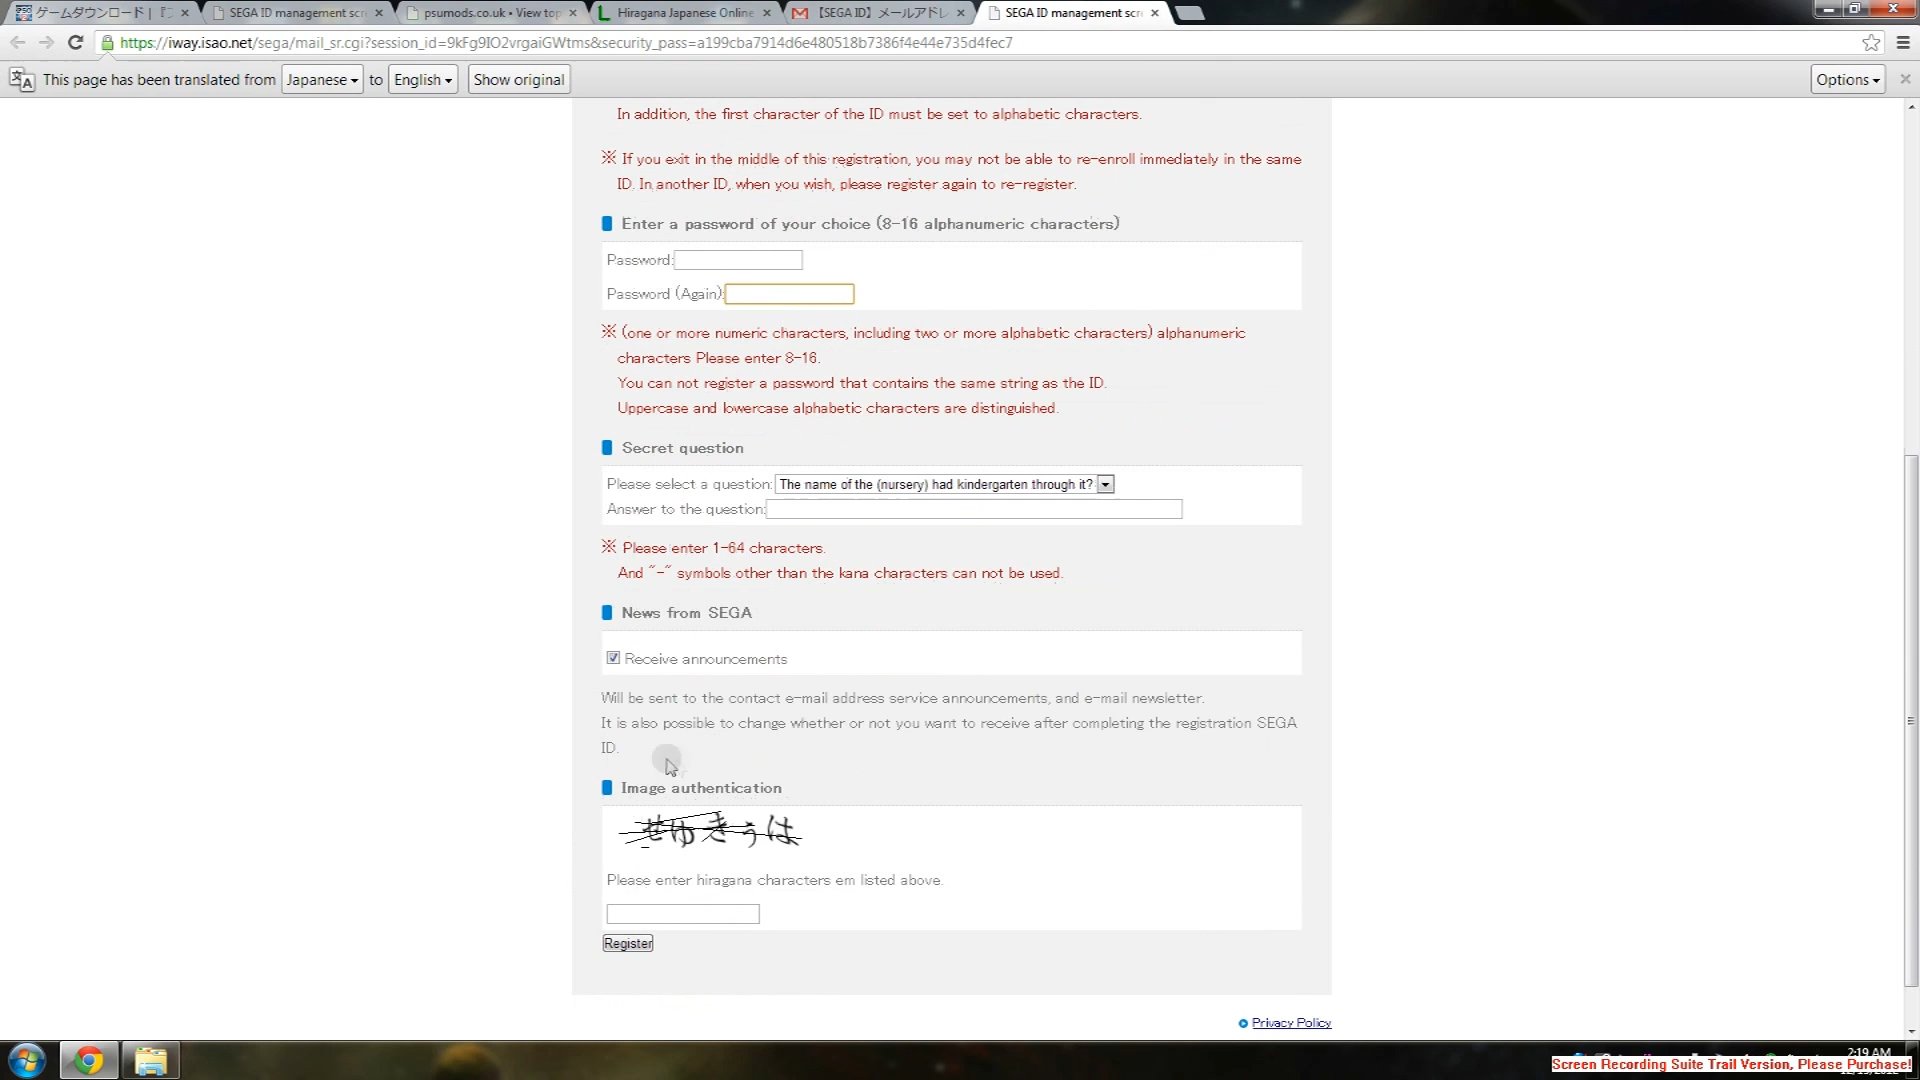 ゲームダウンロード |『フ
SEGA ID management scr
psumods.co.uk • View top
Hiragana Japanese Online
【SEGA ID】メールアドレ
SEGA ID management scr
https://iway.isao.net/sega/mail_sr.cgi?session_id=9kFg9IO2vrgaiGWtms&security_pass=a199cba7914d6e480518b7386f4e44e735d4fec7
This page has been translated from Japanese to English Show original Options
In addition, the first character of the ID must be set to alphabetic characters.
※ If you exit in the middle of this registration, you may not be able to re-enroll immediately in the same
ID. In another ID, when you wish, please register again to re-register.
Enter a password of your choice (8-16 alphanumeric characters)
Password:
Password (Again):
※ (one or more numeric characters, including two or more alphabetic characters) alphanumeric
characters Please enter 8-16.
You can not register a password that contains the same string as the ID.
Uppercase and lowercase alphabetic characters are distinguished.
Secret question
Please select a question: The name of the (nursery) had kindergarten through it?
Answer to the question:
※ Please enter 1-64 characters.
And "-" symbols other than the kana characters can not be used.
News from SEGA
Receive announcements
Will be sent to the contact e-mail address service announcements, and e-mail newsletter.
It is also possible to change whether or not you want to receive after completing the registration SEGA
ID.
Image authentication
せゆきぅは
Please enter hiragana characters em listed above.
Register
Privacy Policy
2:19 AM
Screen Recording Suite Trail Version, Please Purchase!